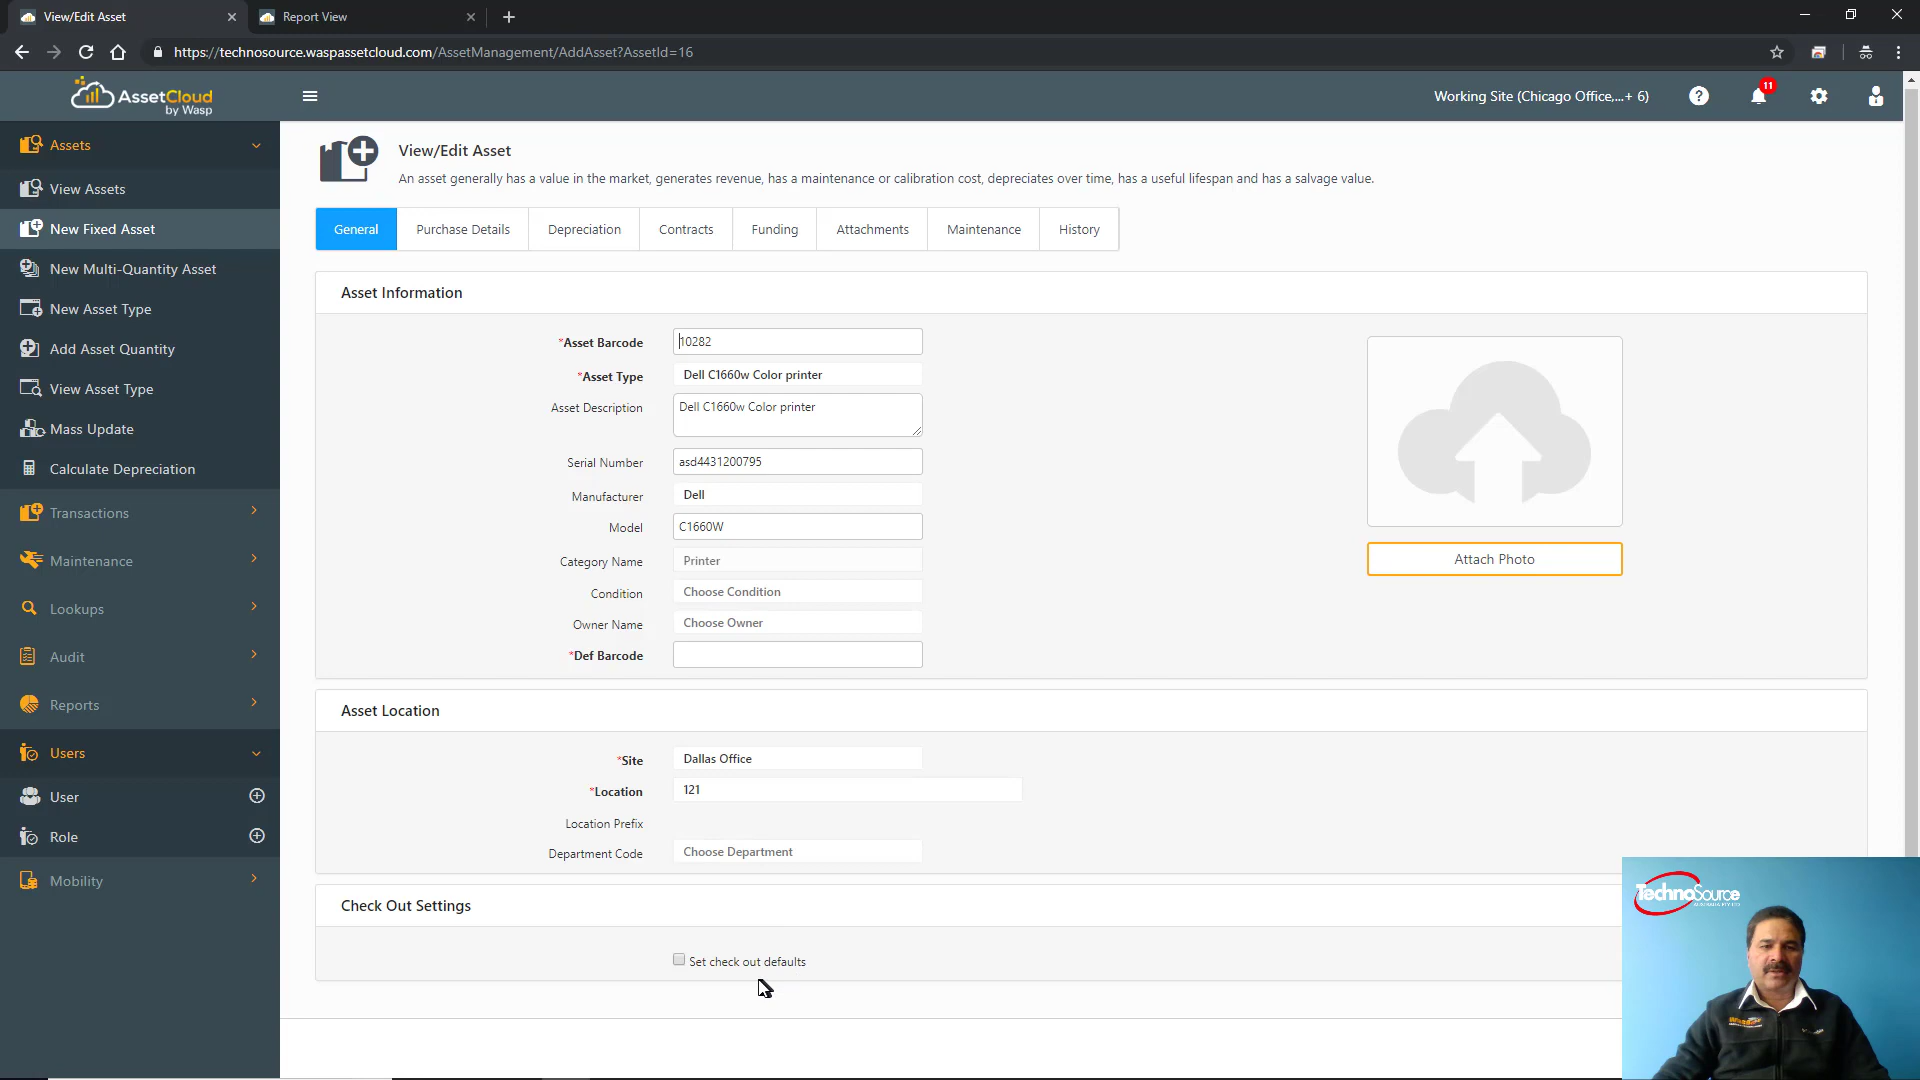 View/Edit Asset
Report View
https://technosource.waspassetcloud.com/AssetManagement/AddAsset?AssetId=16
AssetCloud
by Wasp
Working Site (Chicago Office,...+ 6)
11
Assets
View Assets
New Fixed Asset
New Multi-Quantity Asset
New Asset Type
Add Asset Quantity
View Asset Type
Mass Update
Calculate Depreciation
Transactions
Maintenance
Lookups
Audit
Reports
Users
User
Role
Mobility
View/Edit Asset
An asset generally has a value in the market, generates revenue, has a maintenance or calibration cost, depreciates over time, has a useful lifespan and has a salvage value.
General Purchase Details Depreciation Contracts Funding Attachments Maintenance History
Asset Information
*Asset Barcode 10282
*Asset Type Dell C1660w Color printer
Asset Description Dell C1660w Color printer
Serial Number asd4431200795
Manufacturer Dell
Model C1660W
Category Name Printer
Condition Choose Condition
Owner Name Choose Owner
*Def Barcode
Attach Photo
Asset Location
*Site Dallas Office
*Location 121
Location Prefix
Department Code Choose Department
Check Out Settings
Set check out defaults
TechnoSource
AUSTRALIA PTY LTD